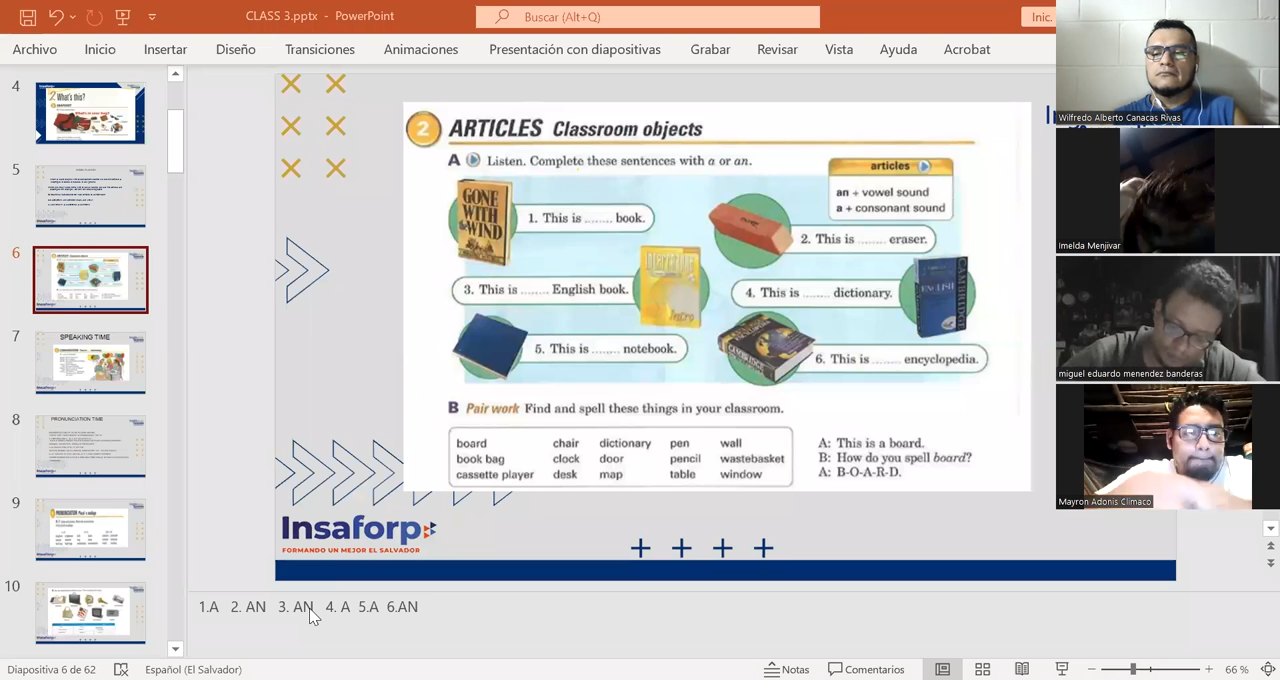 CLASS 3.pptx - PowerPoint
Buscar (Alt+Q)
Inic.
Archivo Inicio Insertar Diseño Transiciones Animaciones Presentación con diapositivas Grabar Revisar Vista Ayuda Acrobat
4
What's this?
5
6
7
SPEAKING TIME
8
PRONUNCIATION TIME
9
10
2 ARTICLES Classroom objects
A Listen. Complete these sentences with a or an.
articles
an + vowel sound
a + consonant sound
GONE WITH the WIND
1. This is ........ book.
2. This is ........ eraser.
3. This is ........ English book.
Interchange
Intro
4. This is ........ dictionary.
ENGLISH
CAMBRIDGE
5. This is ........ notebook.
6. This is ........ encyclopedia.
B Pair work Find and spell these things in your classroom.
board chair dictionary pen wall
book bag clock door pencil wastebasket
cassette player desk map table window
A: This is a board.
B: How do you spell board?
A: B-O-A-R-D.
Insaforp
FORMANDO UN MEJOR EL SALVADOR
Wilfredo Alberto Canacas Rivas
Imelda Menjivar
miguel eduardo menendez banderas
Mayron Adonis Climaco
1.A 2. AN 3. AN 4. A 5.A 6.AN
Diapositiva 6 de 62 Español (El Salvador) Notas Comentarios 66 %